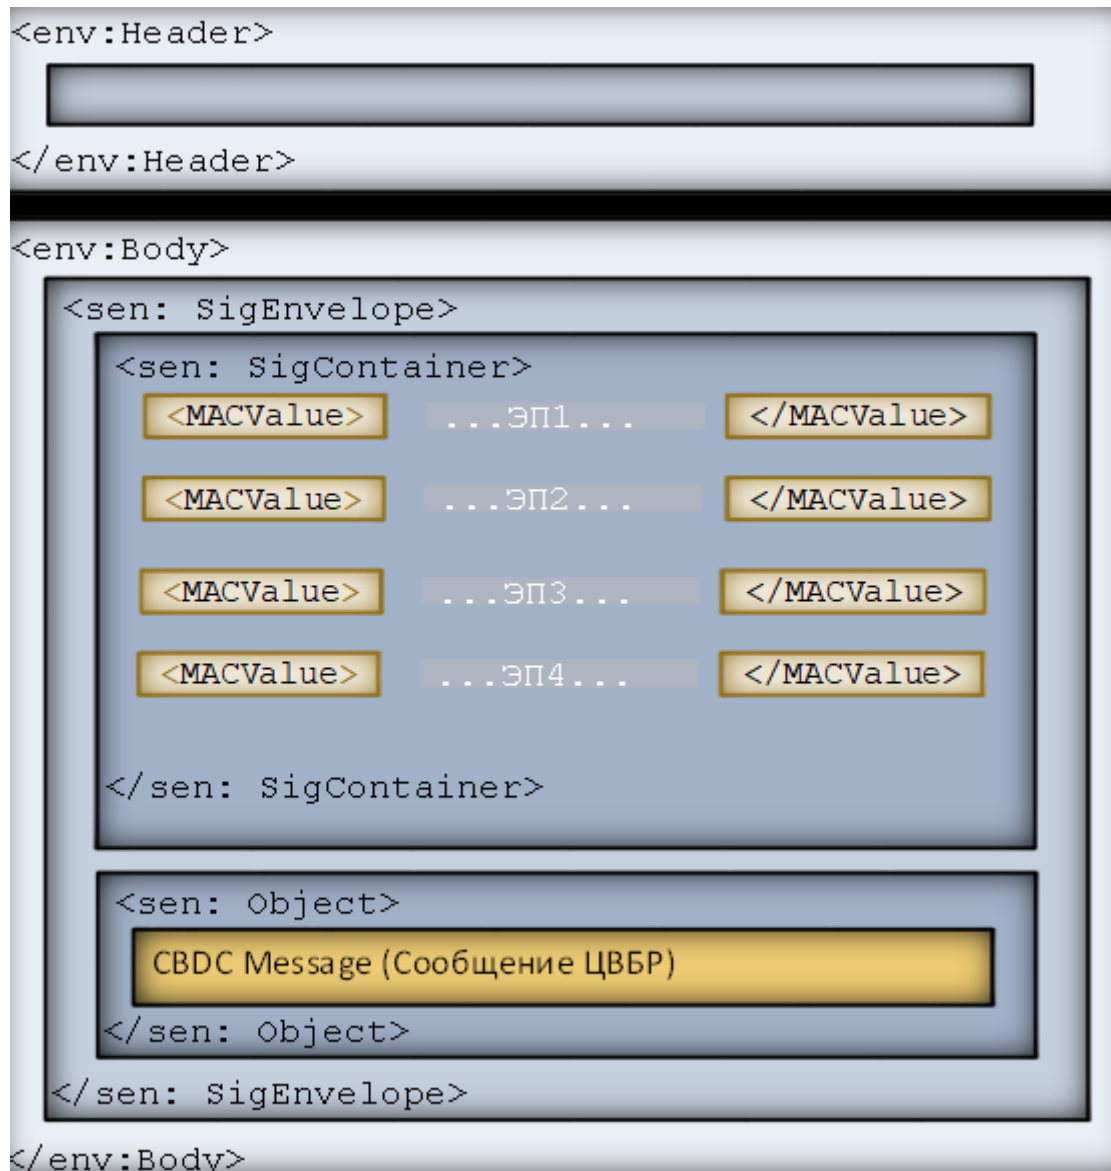 <env:Header>
</env:Header>
<env:Body>
<sen: SigEnvelope>
<sen: SigContainer>
<MACValue> ...ЭП1... </MACValue>
<MACValue> ...ЭП2... </MACValue>
<MACValue> ...ЭП3... </MACValue>
<MACValue> ...ЭП4... </MACValue>
</sen: SigContainer>
<sen: Object>
CBDC Message (Сообщение ЦВБР)
</sen: Object>
</sen: SigEnvelope>
</env:Body>